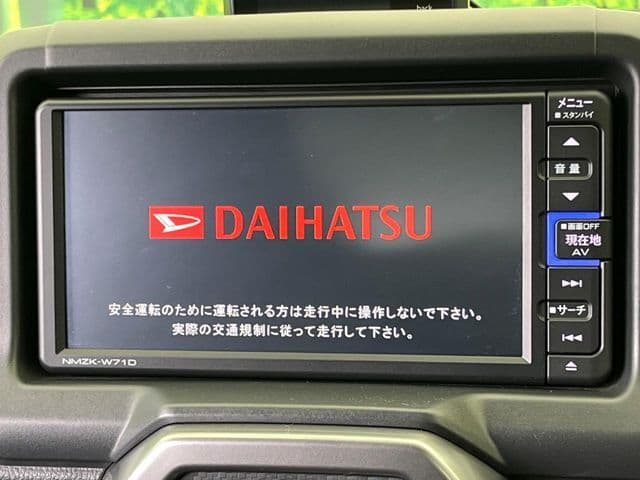 back
メニュー
■スタンバイ
音量
■画面OFF
現在地
AV
■サーチ
DAIHATSU
安全運転のために運転される方は走行中に操作しないで下さい。
実際の交通規制に従って走行して下さい。
NMZK-W71D